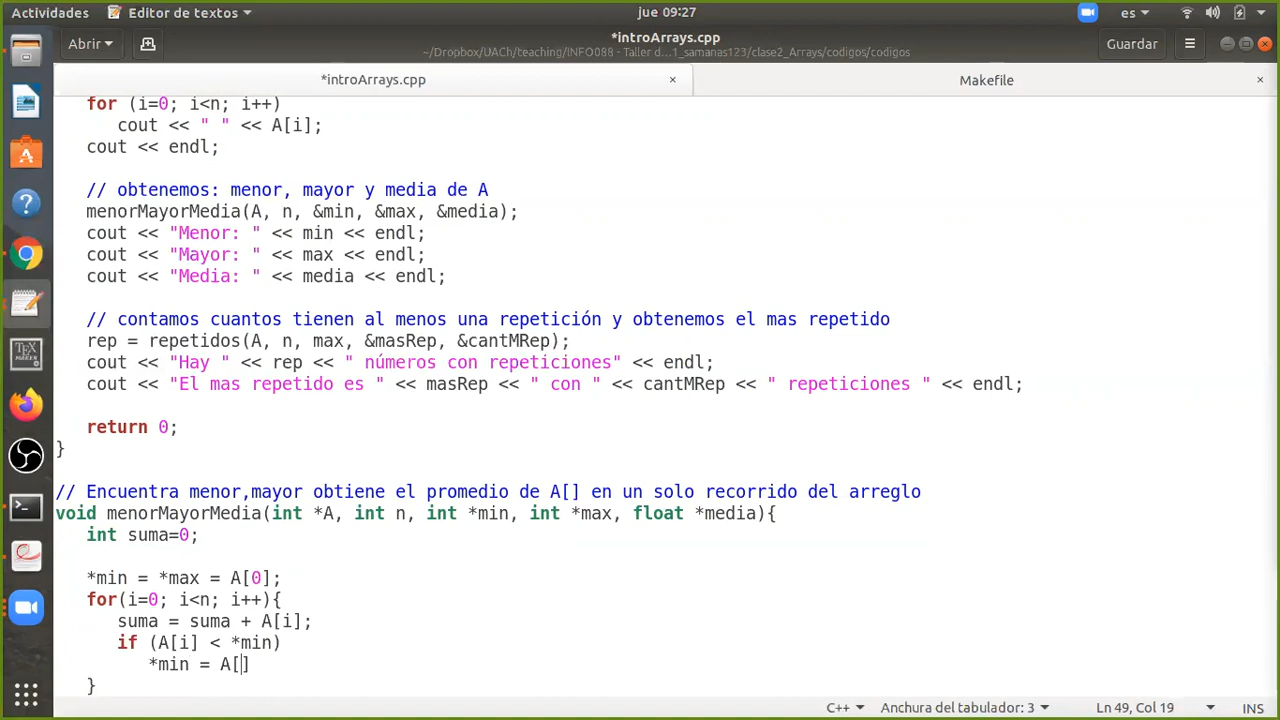 Actividades
Editor de textos
jue 09:27
es
Abrir
*introArrays.cpp
~/Dropbox/UACh/teaching/INFO088 - Taller d…1_samanas123/clase2_Arrays/codigos/codigos
Guardar
*introArrays.cpp
×
Makefile
×
for (i=0; i<n; i++)
cout << " " << A[i];
cout << endl;
// obtenemos: menor, mayor y media de A
menorMayorMedia(A, n, &min, &max, &media);
cout << "Menor: " << min << endl;
cout << "Mayor: " << max << endl;
cout << "Media: " << media << endl;
// contamos cuantos tienen al menos una repetición y obtenemos el mas repetido
rep = repetidos(A, n, max, &masRep, &cantMRep);
cout << "Hay " << rep << " números con repeticiones" << endl;
cout << "El mas repetido es " << masRep << " con " << cantMRep << " repeticiones " << endl;
return 0;
}
// Encuentra menor,mayor obtiene el promedio de A[] en un solo recorrido del arreglo
void menorMayorMedia(int *A, int n, int *min, int *max, float *media){
int suma=0;
*min = *max = A[0];
for(i=0; i<n; i++){
suma = suma + A[i];
if (A[i] < *min)
*min = A[]
}
C++
Anchura del tabulador: 3
Ln 49, Col 19
INS